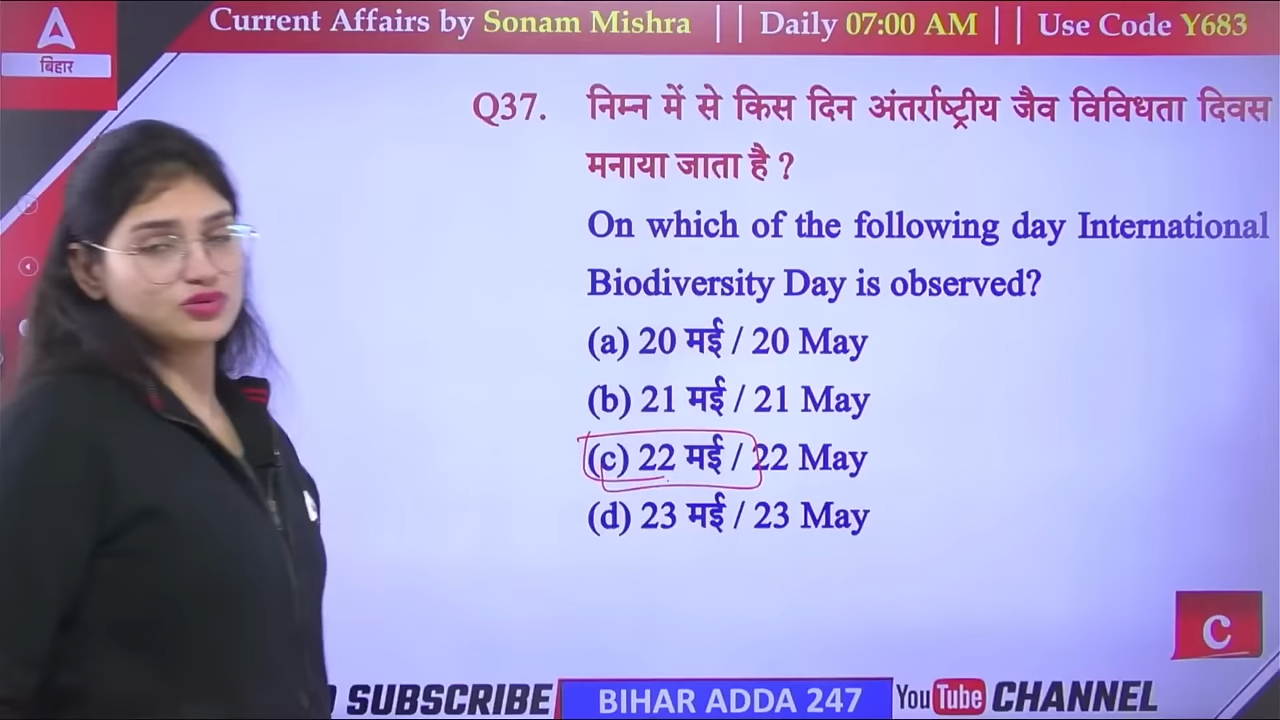 Current Affairs by Sonam Mishra || Daily 07:00 AM || Use Code Y683
बिहार
Q37. निम्न में से किस दिन अंतर्राष्ट्रीय जैव विविधता दिवस
मनाया जाता है ?
On which of the following day International
Biodiversity Day is observed?
(a) 20 मई / 20 May
(b) 21 मई / 21 May
(c) 22 मई / 22 May
(d) 23 मई / 23 May
C
SUBSCRIBE BIHAR ADDA 247 YouTube CHANNEL